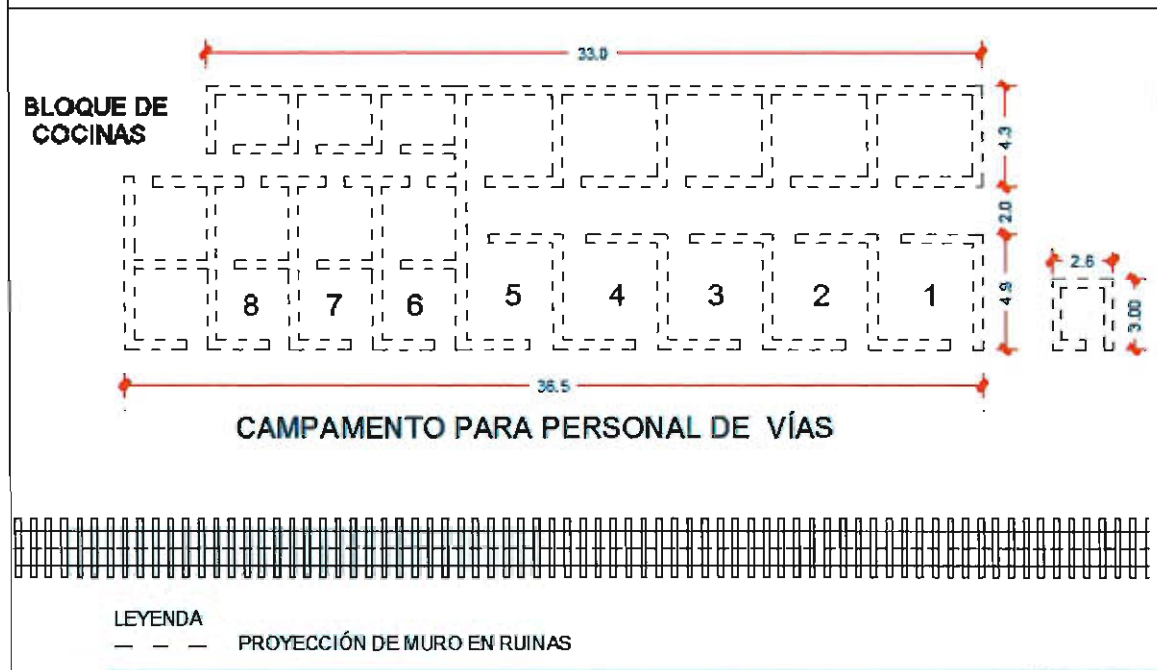 33.0
BLOQUE DE
COCINAS
4.3
2.0
2.6
8 7 6 5 4 3 2 1
4.9
3.00
36.5
CAMPAMENTO PARA PERSONAL DE VÍAS
LEYENDA
PROYECCIÓN DE MURO EN RUINAS